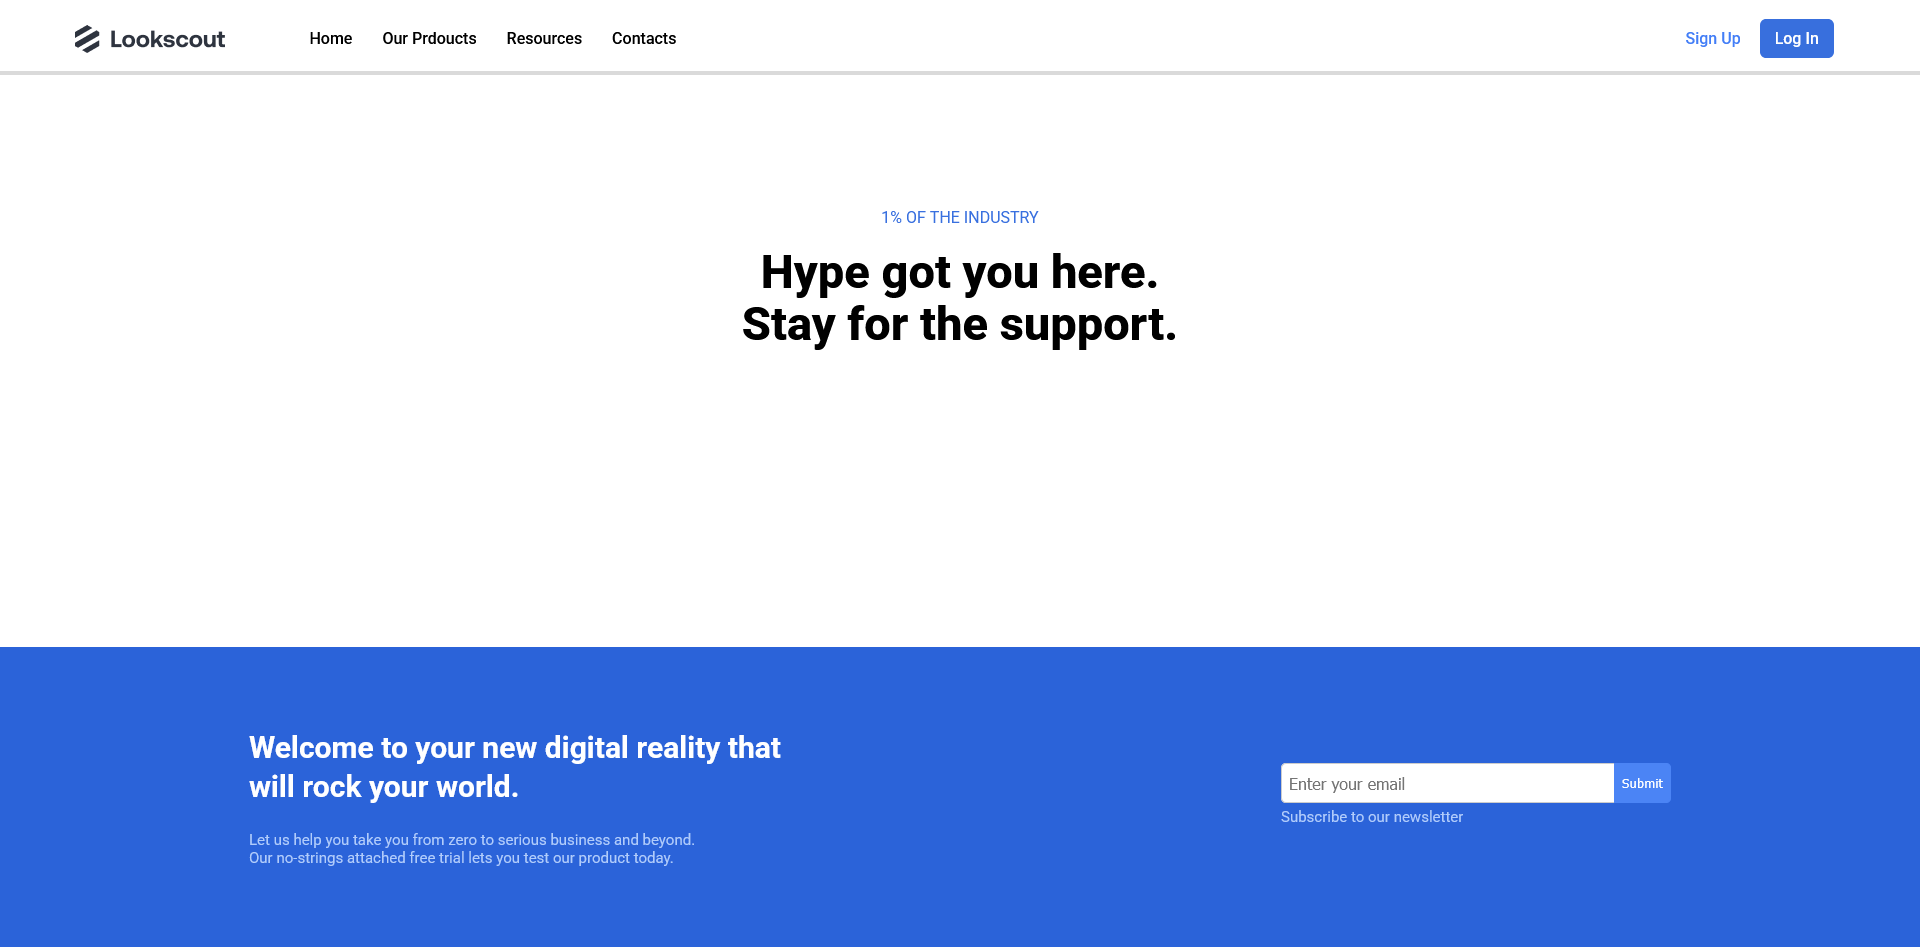 Lookscout
Home Our Prdoucts Resources Contacts
Sign Up Log In
1% OF THE INDUSTRY
Hype got you here.
Stay for the support.
Welcome to your new digital reality that
will rock your world.
Let us help you take you from zero to serious business and beyond.
Our no-strings attached free trial lets you test our product today.
Enter your email Submit
Subscribe to our newsletter